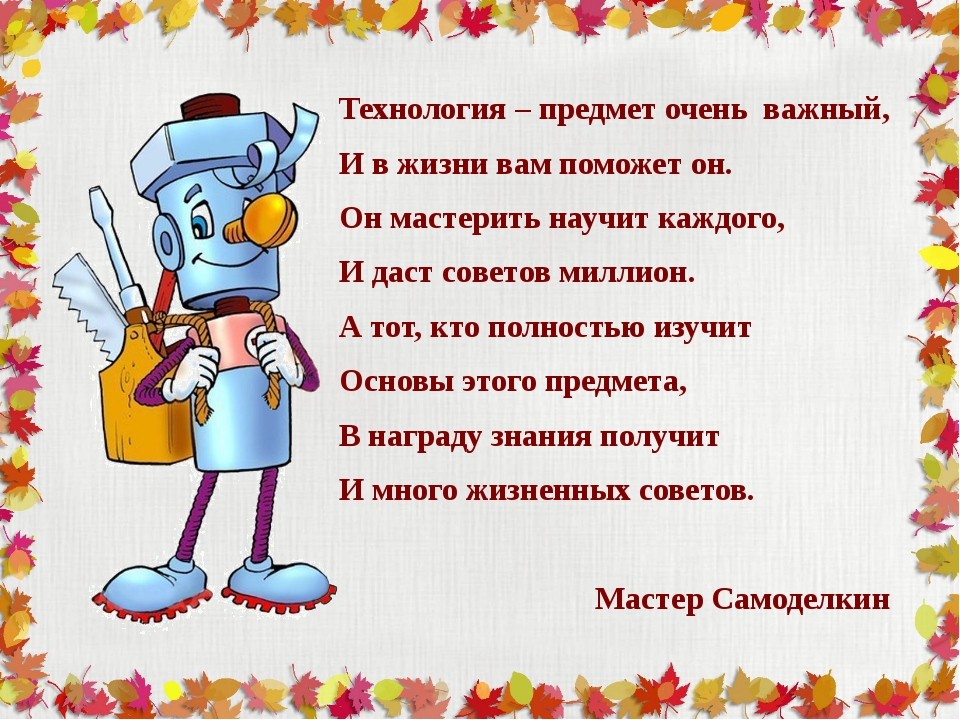 Технология – предмет очень  важный,
И в жизни вам поможет он.
Он мастерить научит каждого,
И даст советов миллион.
А тот, кто полностью изучит
Основы этого предмета,
В награду знания получит
И много жизненных советов.
Мастер Самоделкин